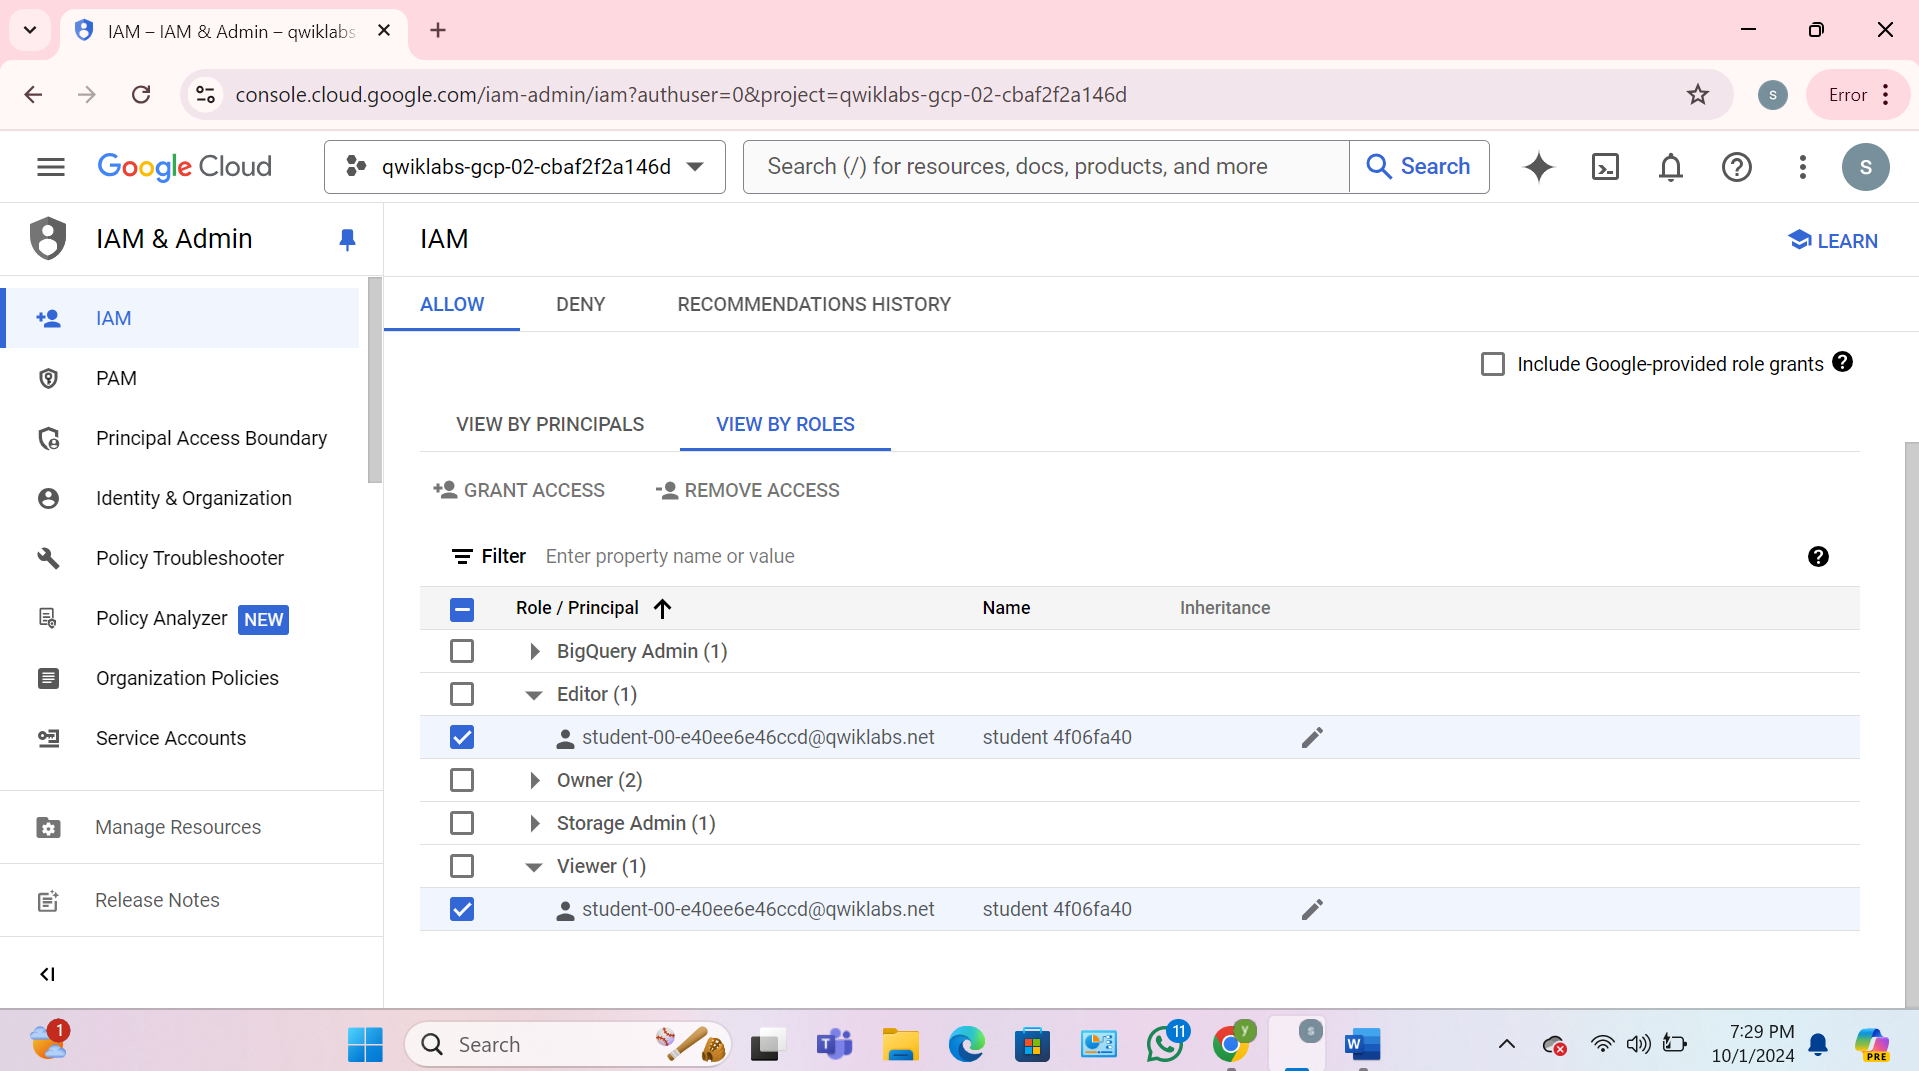 IAM – IAM & Admin – qwiklabs
console.cloud.google.com/iam-admin/iam?authuser=0&project=qwiklabs-gcp-02-cbaf2f2a146d
s
Error
Google Cloud
qwiklabs-gcp-02-cbaf2f2a146d
Search (/) for resources, docs, products, and more
Search
S
IAM & Admin
IAM
LEARN
IAM
PAM
Principal Access Boundary
Identity & Organization
Policy Troubleshooter
Policy Analyzer NEW
Organization Policies
Service Accounts
Manage Resources
Release Notes
ALLOW DENY RECOMMENDATIONS HISTORY
Include Google-provided role grants
VIEW BY PRINCIPALS VIEW BY ROLES
GRANT ACCESS REMOVE ACCESS
Filter Enter property name or value
Role / Principal Name Inheritance
BigQuery Admin (1)
Editor (1)
student-00-e40ee6e46ccd@qwiklabs.net student 4f06fa40
Owner (2)
Storage Admin (1)
Viewer (1)
student-00-e40ee6e46ccd@qwiklabs.net student 4f06fa40
1
Search
T
11
y
s
W
7:29 PM
10/1/2024
PRE